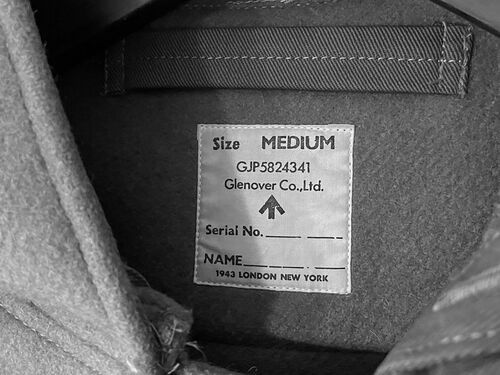 Size MEDIUM
GJP5824341
Glenover Co.,Ltd.
Serial No.
NAME
1943 LONDON NEW YORK